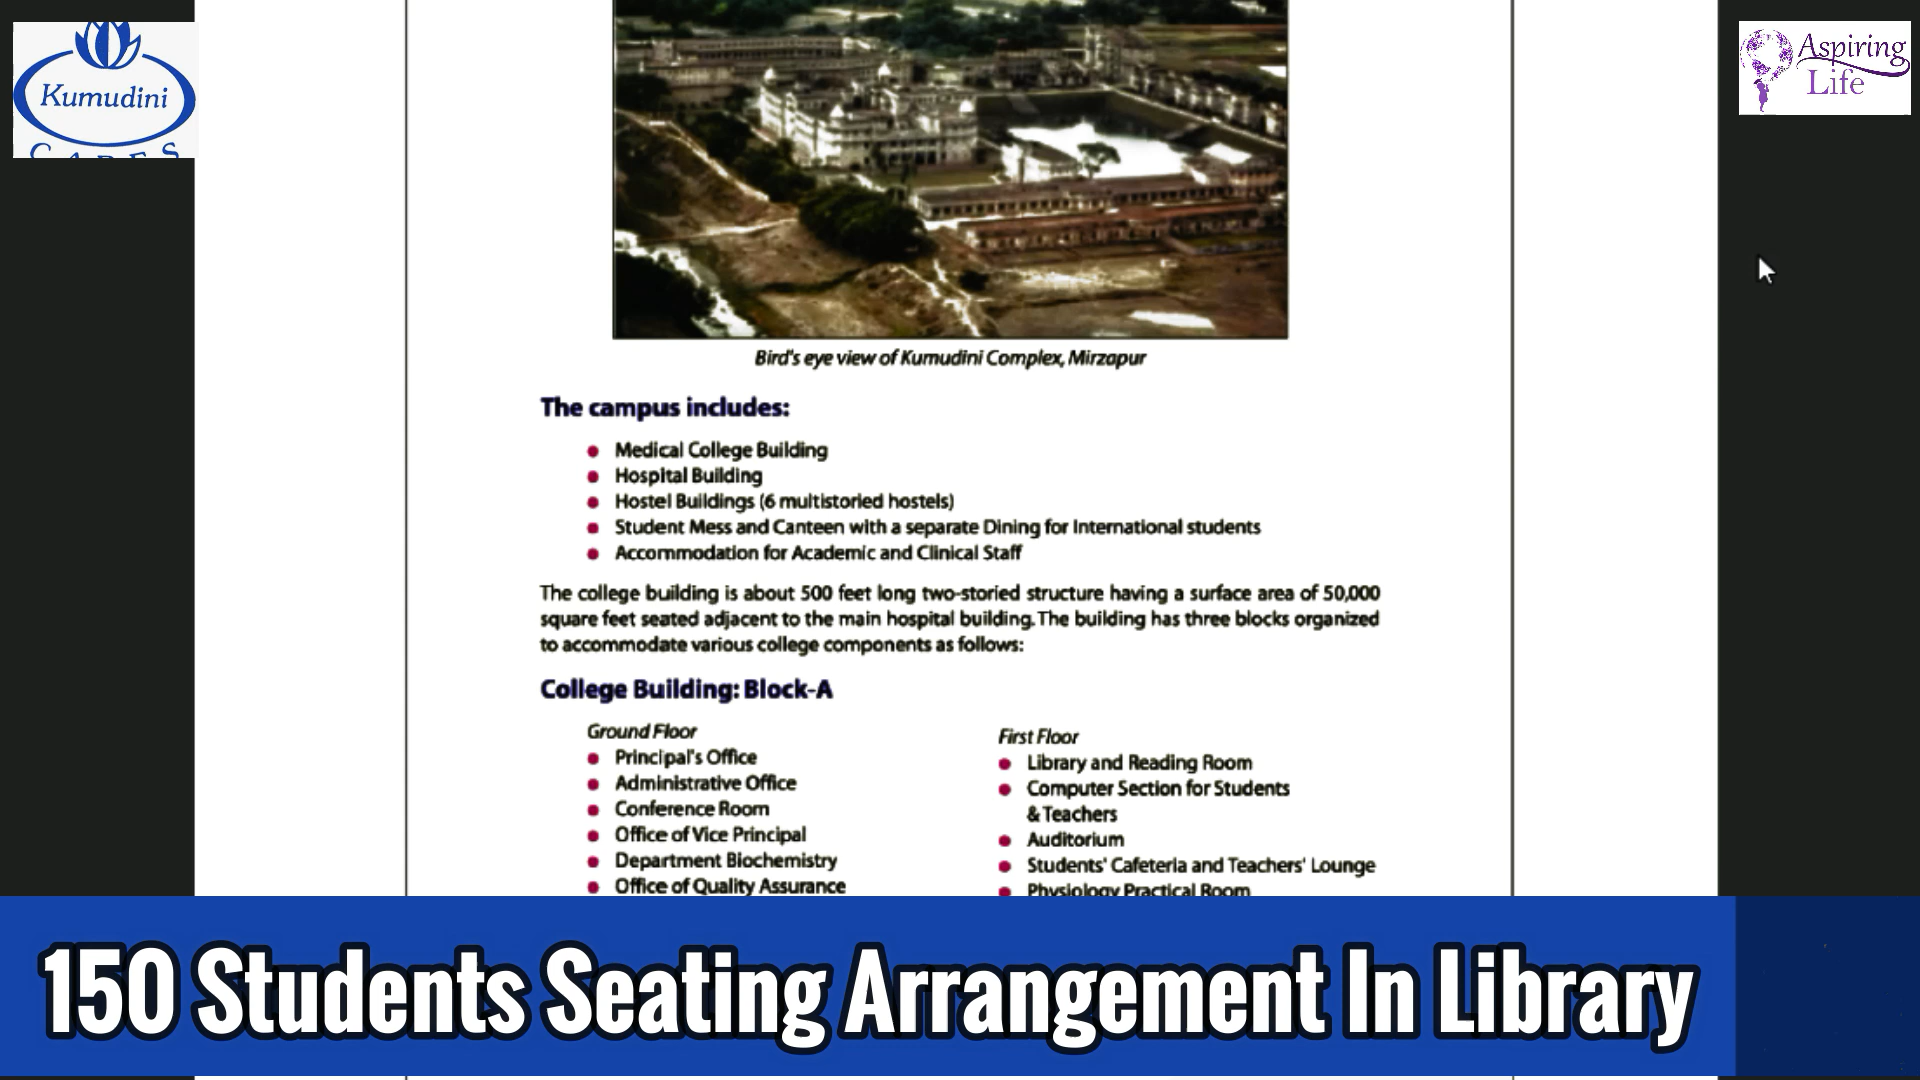 Kumudini
CARES
Aspiring
Life
Bird's eye view of Kumudini Complex, Mirzapur
The campus includes:
Medical College Building
Hospital Building
Hostel Buildings (6 multistoried hostels)
Student Mess and Canteen with a separate Dining for International students
Accommodation for Academic and Clinical Staff
The college building is about 500 feet long two-storied structure having a surface area of 50,000
square feet seated adjacent to the main hospital building. The building has three blocks organized
to accommodate various college components as follows:
College Building: Block-A
Ground Floor
Principal's Office
Administrative Office
Conference Room
Office of Vice Principal
Department Biochemistry
Office of Quality Assurance
First Floor
Library and Reading Room
Computer Section for Students
& Teachers
Auditorium
Students' Cafeteria and Teachers' Lounge
Physiology Practical Room
150 Students Seating Arrangement In Library